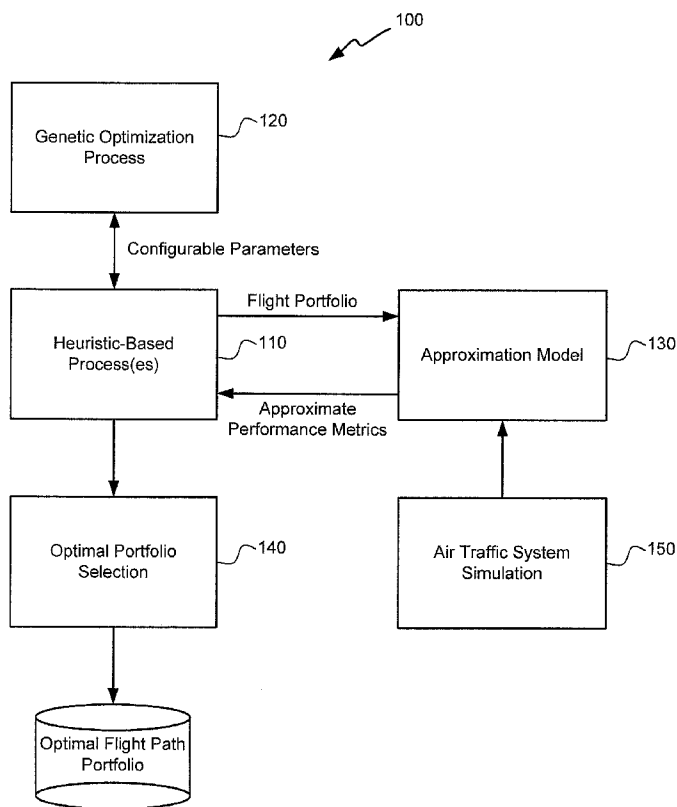 100
Genetic Optimization
Process
120
Configurable Parameters
Heuristic-Based
Process(es)
110
Flight Portfolio
Approximate
Performance Metrics
Approximation Model
130
Optimal Portfolio
Selection
140
Air Traffic System
Simulation
150
Optimal Flight Path
Portfolio